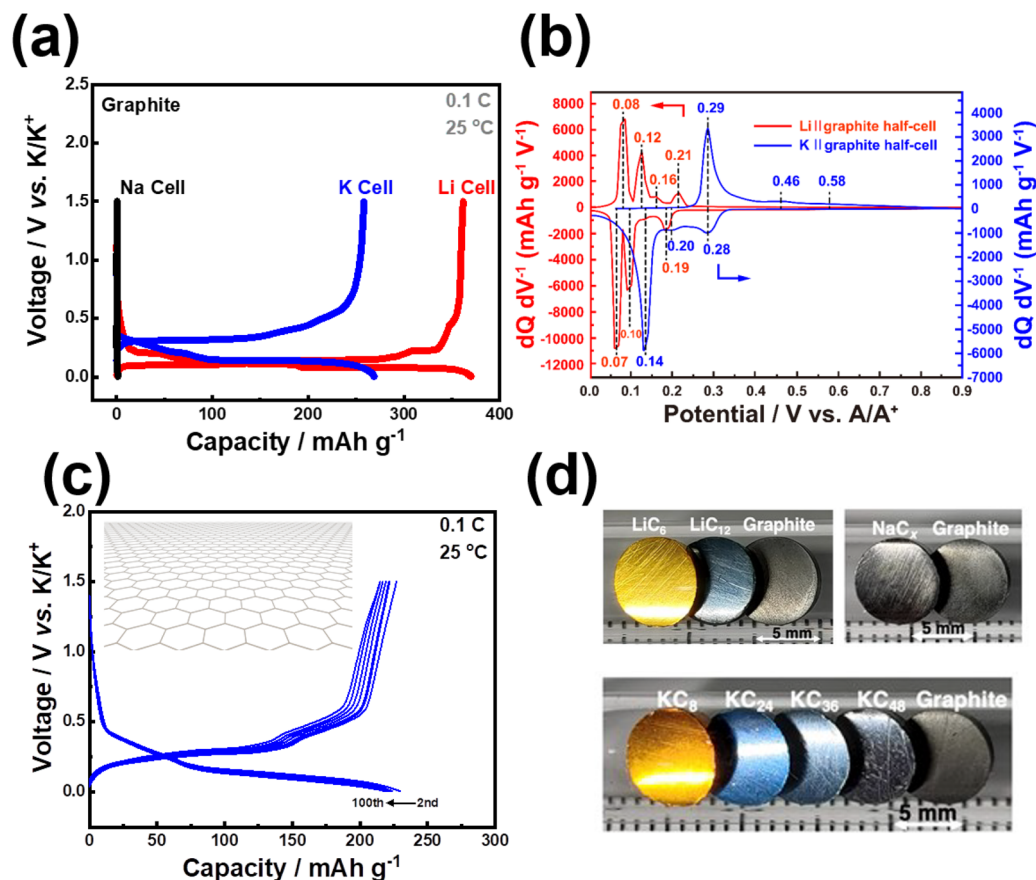 (a)
Graphite
0.1 C
25 °C
Na Cell
K Cell
Li Cell
2.0
1.5
1.0
0.5
0.0
Voltage / V vs. K/K⁺
0
100
200
300
400
Capacity / mAh g⁻¹
(b)
8000
6000
4000
2000
0
-2000
-4000
-6000
-8000
-10000
-12000
dQ dV⁻¹ (mAh g⁻¹ V⁻¹)
0.08
0.12
0.16
0.21
0.29
0.46
0.58
Li || graphite half-cell
K || graphite half-cell
0.07
0.10
0.14
0.19
0.20
0.28
4000
3000
2000
1000
0
-1000
-2000
-3000
-4000
-5000
-6000
-7000
dQ dV⁻¹ (mAh g⁻¹ V⁻¹)
0.0
0.1
0.2
0.3
0.4
0.5
0.6
0.7
0.8
0.9
Potential / V vs. A/A⁺
(c)
0.1 C
25 °C
2.0
1.5
1.0
0.5
0.0
Voltage / V vs. K/K⁺
100th
2nd
0
50
100
150
200
250
300
Capacity / mAh g⁻¹
(d)
LiC₆
LiC₁₂
Graphite
5 mm
NaCₓ
Graphite
5 mm
KC₈
KC₂₄
KC₃₆
KC₄₈
Graphite
5 mm